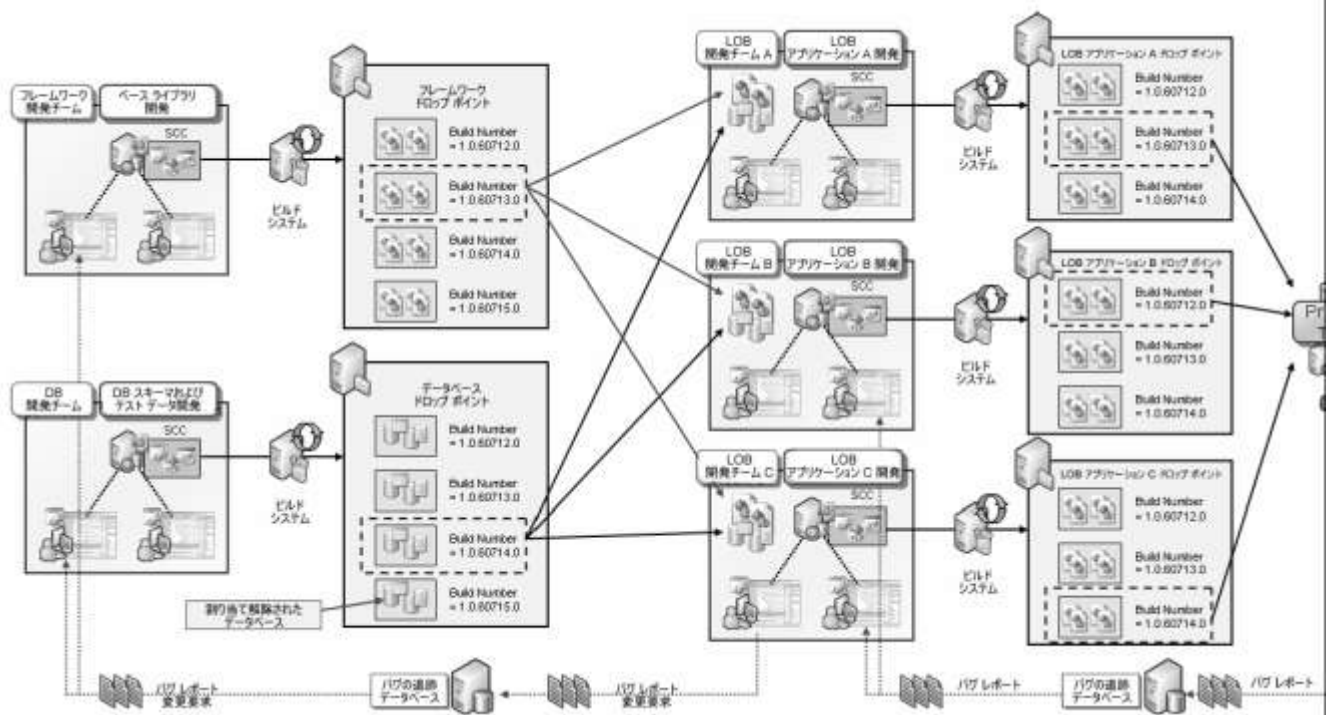 フレームワーク
開発チーム
ベース ライブラリ
開発
SCC
ビルド
システム
フレームワーク
ドロップ ポイント
Build Number
= 1.0.60712.0
Build Number
= 1.0.60713.0
Build Number
= 1.0.60714.0
Build Number
= 1.0.60715.0
DB
開発チーム
DB スキーマおよび
テスト データ開発
SCC
ビルド
システム
データベース
ドロップ ポイント
Build Number
= 1.0.60712.0
Build Number
= 1.0.60713.0
Build Number
= 1.0.60714.0
Build Number
= 1.0.60715.0
割り当て解除された
データベース
LOB
開発チーム A
LOB
アプリケーション A 開発
SCC
ビルド
システム
LOB アプリケーション A ドロップ ポイント
Build Number
= 1.0.60712.0
Build Number
= 1.0.60713.0
Build Number
= 1.0.60714.0
LOB
開発チーム B
LOB
アプリケーション B 開発
SCC
ビルド
システム
LOB アプリケーション B ドロップ ポイント
Build Number
= 1.0.60712.0
Build Number
= 1.0.60713.0
Build Number
= 1.0.60714.0
LOB
開発チーム C
LOB
アプリケーション C 開発
SCC
ビルド
システム
LOB アプリケーション C ドロップ ポイント
Build Number
= 1.0.60712.0
Build Number
= 1.0.60713.0
Build Number
= 1.0.60714.0
バグ レポート
変更要求
バグの追跡
データベース
バグ レポート
変更要求
バグ レポート
バグの追跡
データベース
バグ レポート